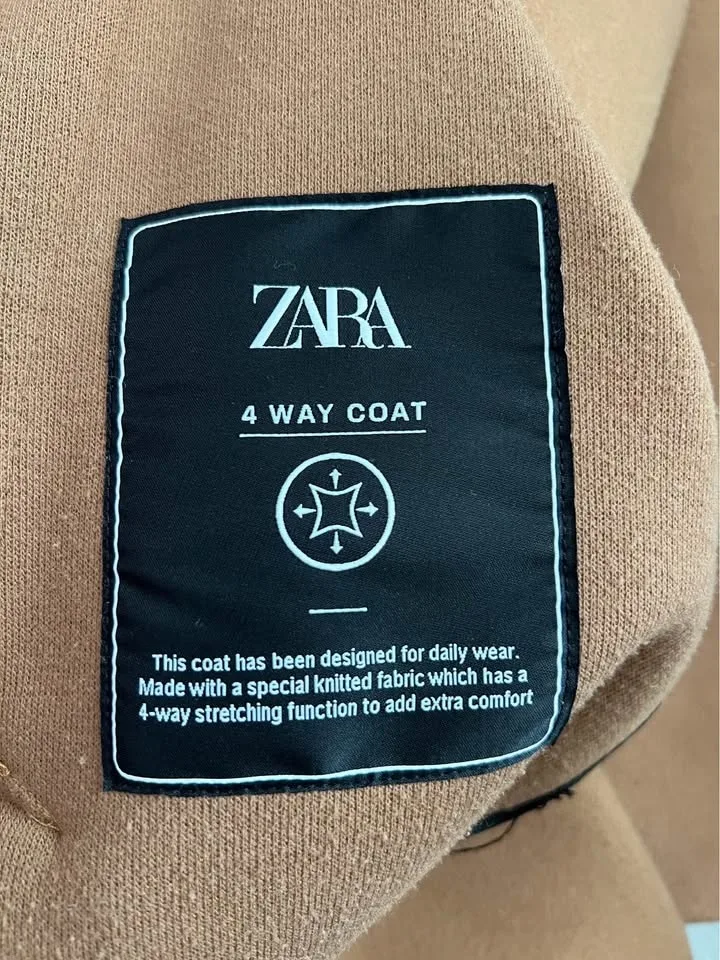 ZARA
4 WAY COAT
This coat has been designed for daily wear.
Made with a special knitted fabric which has a
4-way stretching function to add extra comfort